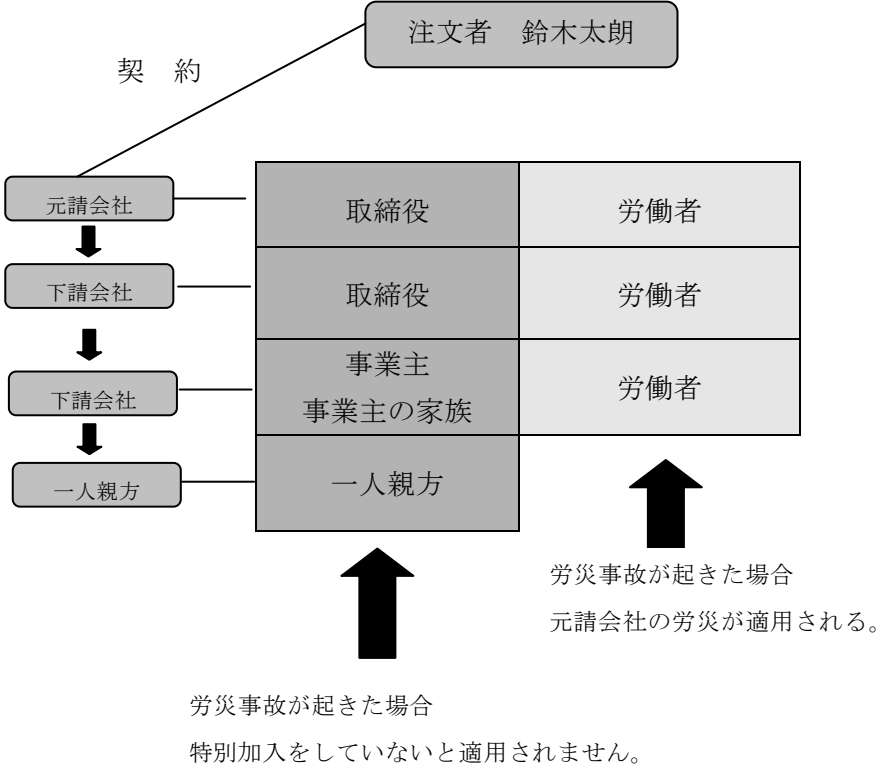 注文者　鈴木太朗
契　約
元請会社
取締役
労働者
下請会社
取締役
労働者
下請会社
事業主
事業主の家族
労働者
一人親方
一人親方
労災事故が起きた場合
元請会社の労災が適用される。
労災事故が起きた場合
特別加入をしていないと適用されません。